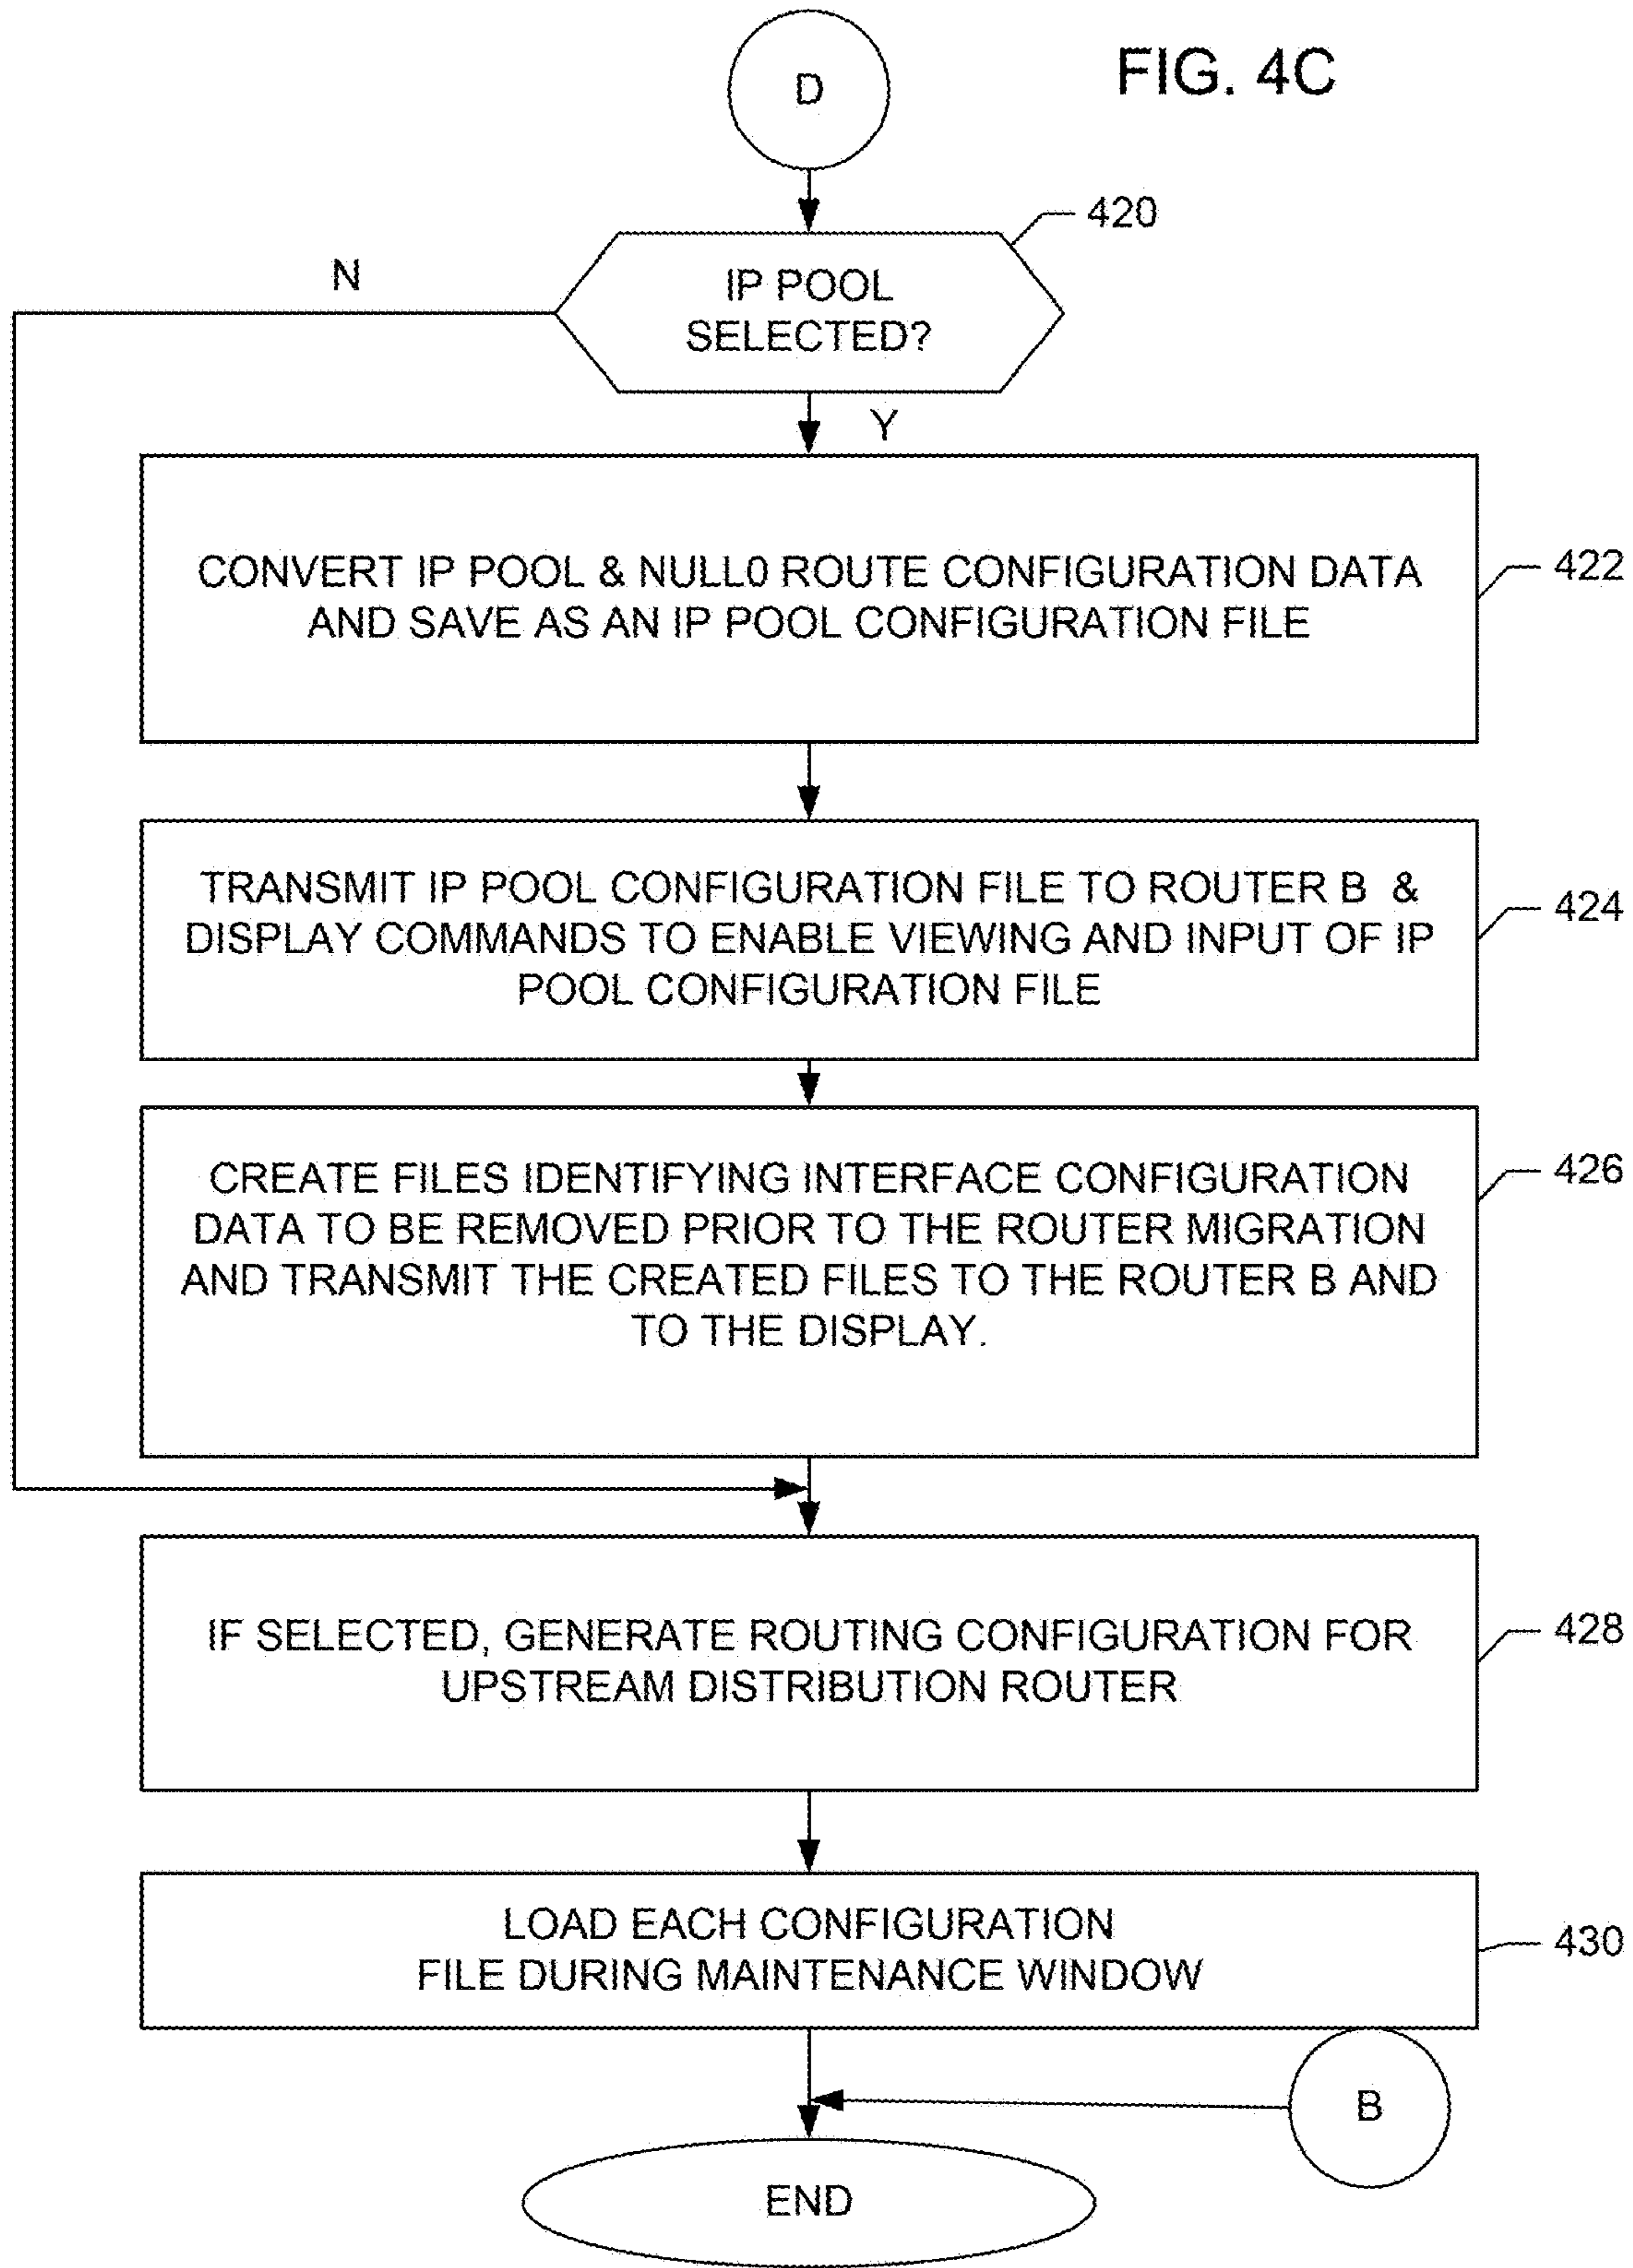 FIG. 4C
D
420
N
IP POOL
SELECTED?
Y
CONVERT IP POOL & NULL0 ROUTE CONFIGURATION DATA
AND SAVE AS AN IP POOL CONFIGURATION FILE
422
TRANSMIT IP POOL CONFIGURATION FILE TO ROUTER B &
DISPLAY COMMANDS TO ENABLE VIEWING AND INPUT OF IP
POOL CONFIGURATION FILE
424
CREATE FILES IDENTIFYING INTERFACE CONFIGURATION
DATA TO BE REMOVED PRIOR TO THE ROUTER MIGRATION
AND TRANSMIT THE CREATED FILES TO THE ROUTER B AND
TO THE DISPLAY.
426
IF SELECTED, GENERATE ROUTING CONFIGURATION FOR
UPSTREAM DISTRIBUTION ROUTER
428
LOAD EACH CONFIGURATION
FILE DURING MAINTENANCE WINDOW
430
B
END